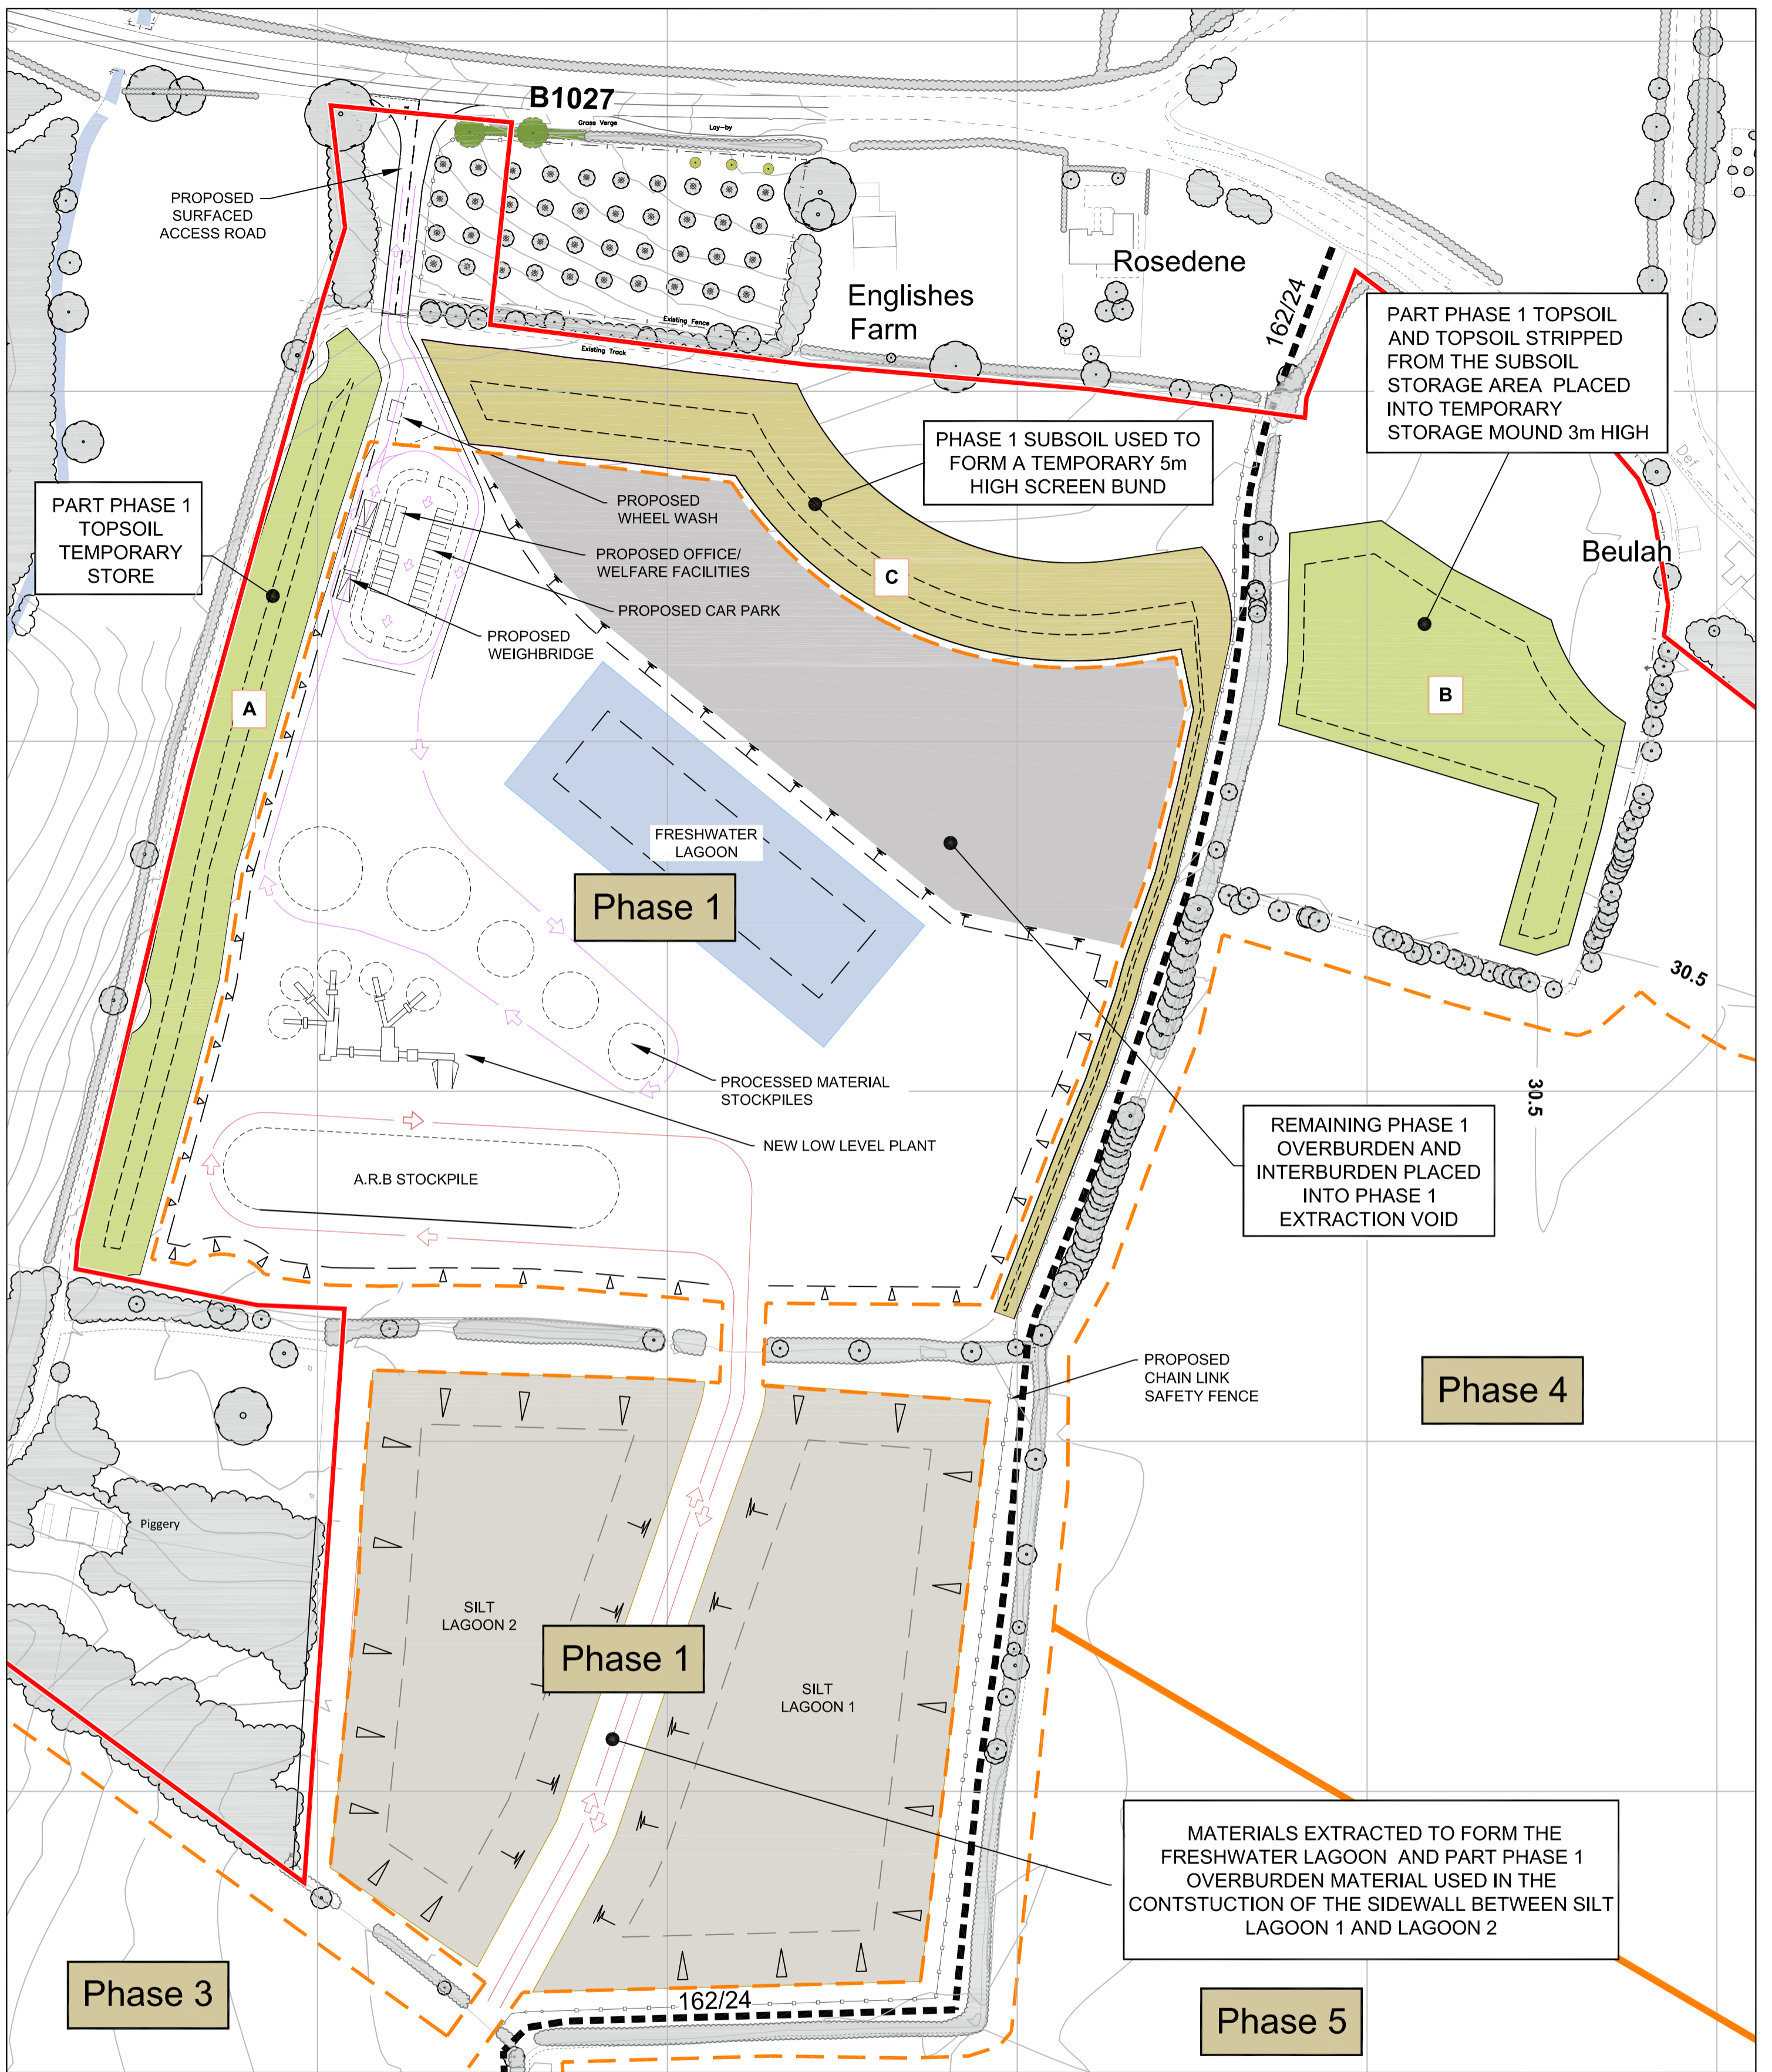 B1027
Grass Verge
Lay-by
PROPOSED
SURFACED
ACCESS ROAD
Existing Fence
Existing Track
Englishes
Farm
Rosedene
162/24
PART PHASE 1 TOPSOIL
AND TOPSOIL STRIPPED
FROM THE SUBSOIL
STORAGE AREA PLACED
INTO TEMPORARY
STORAGE MOUND 3m HIGH
Def
PHASE 1 SUBSOIL USED TO
FORM A TEMPORARY 5m
HIGH SCREEN BUND
PART PHASE 1
TOPSOIL
TEMPORARY
STORE
PROPOSED
WHEEL WASH
PROPOSED OFFICE/
WELFARE FACILITIES
PROPOSED CAR PARK
PROPOSED
WEIGHBRIDGE
Beulah
C
A
B
FRESHWATER
LAGOON
Phase 1
30.5
30.5
PROCESSED MATERIAL
STOCKPILES
NEW LOW LEVEL PLANT
A.R.B STOCKPILE
REMAINING PHASE 1
OVERBURDEN AND
INTERBURDEN PLACED
INTO PHASE 1
EXTRACTION VOID
PROPOSED
CHAIN LINK
SAFETY FENCE
Phase 4
Piggery
SILT
LAGOON 2
Phase 1
SILT
LAGOON 1
MATERIALS EXTRACTED TO FORM THE
FRESHWATER LAGOON AND PART PHASE 1
OVERBURDEN MATERIAL USED IN THE
CONTSTUCTION OF THE SIDEWALL BETWEEN SILT
LAGOON 1 AND LAGOON 2
Phase 3
162/24
Phase 5